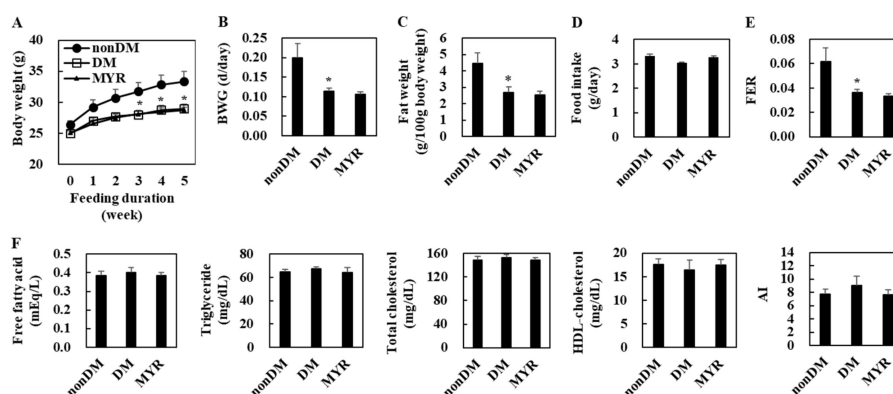 A
Body weight (g)
40
35
30
25
20
nonDM
DM
MYR
*
*
*
0 1 2 3 4 5
Feeding duration
(week)
B
BWG (d/day)
0.25
0.20
0.15
0.10
0.05
0.00
*
nonDM
DM
MYR
C
Fat weight
(g/100g body weight)
6
5
4
3
2
1
0
*
nonDM
DM
MYR
D
Food intake
(g/day)
4
3
2
1
0
nonDM
DM
MYR
E
FER
0.08
0.06
0.04
0.02
0.00
*
nonDM
DM
MYR
F
Free fatty acid
(mEq/L)
0.5
0.4
0.3
0.2
0.1
0.0
nonDM
DM
MYR
Triglyceride
(mg/dL)
80
60
40
20
0
nonDM
DM
MYR
Total cholesterol
(mg/dL)
160
120
80
40
0
nonDM
DM
MYR
HDL-cholesterol
(mg/dL)
20
15
10
5
0
nonDM
DM
MYR
AI
14
12
10
8
6
4
2
0
nonDM
DM
MYR